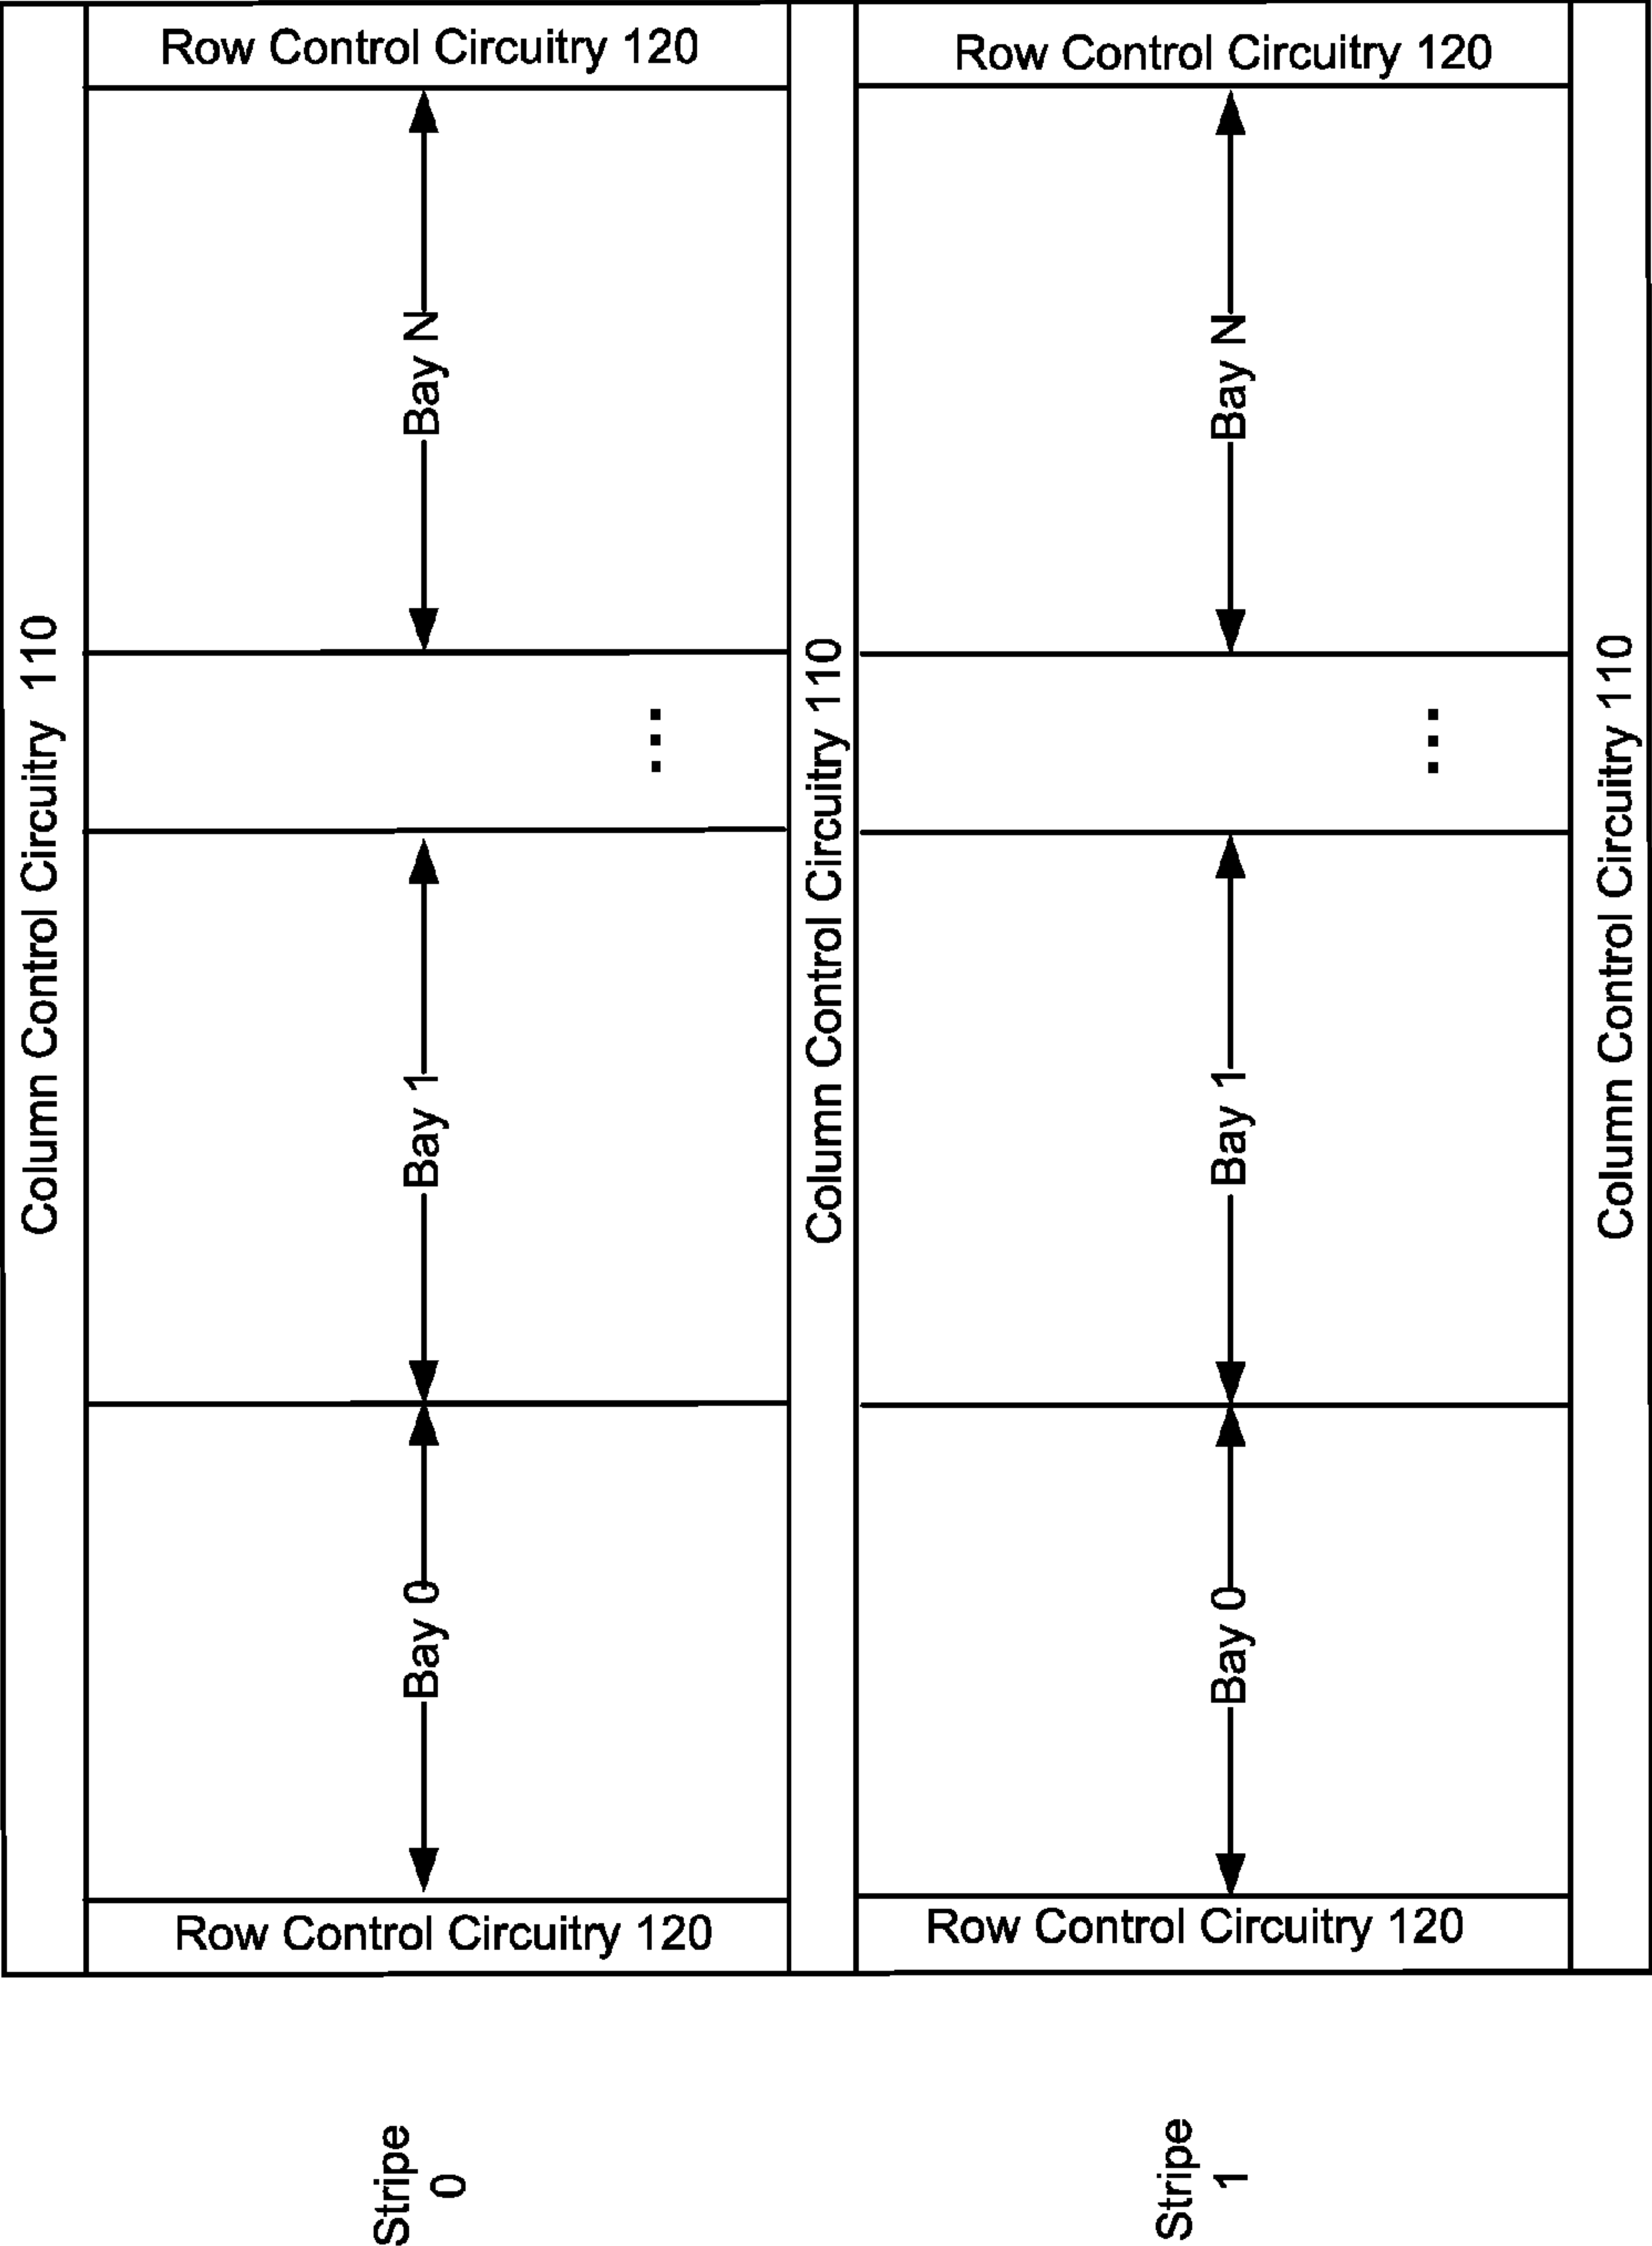 Column Control Circuitry 110
Row Control Circuitry 120
Bay 0
Bay 1
...
Bay N
Row Control Circuitry 120
Stripe
0
Column Control Circuitry 110
Row Control Circuitry 120
Bay 0
Bay 1
...
Bay N
Row Control Circuitry 120
Stripe
1
Column Control Circuitry 110